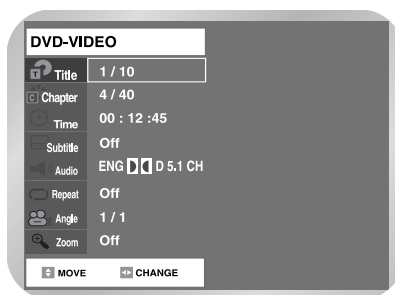 DVD-VIDEO
Title 1 / 10
C Chapter 4 / 40
Time 00 : 12 :45
Subtitle Off
Audio ENG D 5.1 CH
Repeat Off
Angle 1 / 1
Zoom Off
MOVE CHANGE